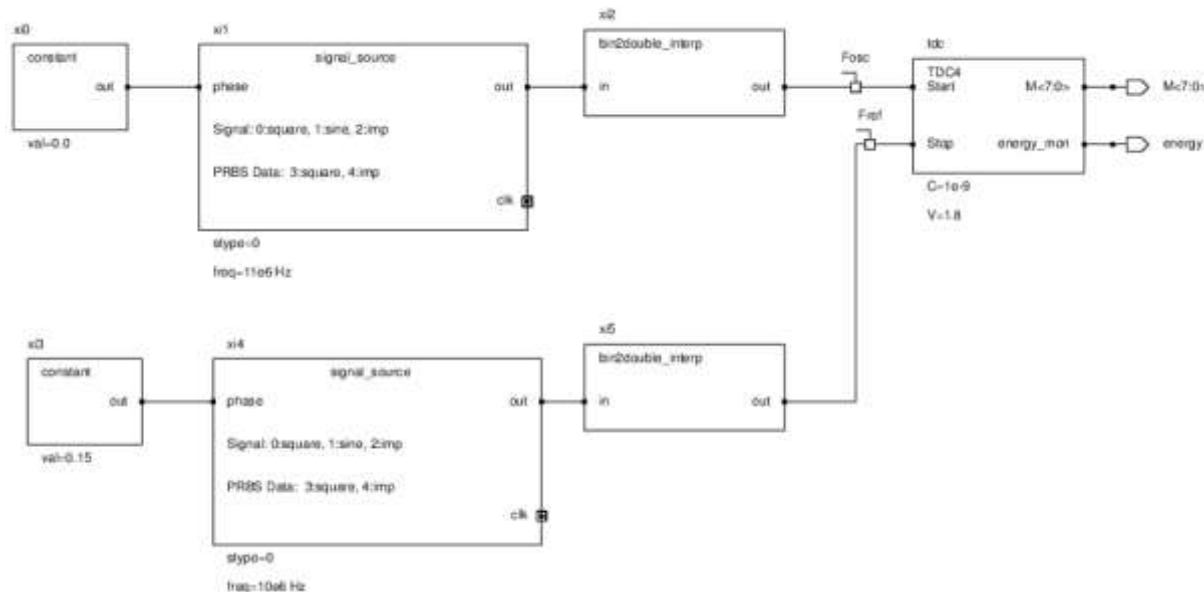 xi0
constant
out
val=0.0
xi1
signal_source
phase
out
Signal: 0:square, 1:sine, 2:imp
PRBS Data: 3:square, 4:imp
clk
stype=0
freq=11e6 Hz
xi2
bin2double_interp
in
out
Fosc
Fref
tdc
TDC4
Start
M<7:0>
Stop
energy_mon
C=1e-9
V=1.8
M<7:0>
energy
xi3
constant
out
val=0.15
xi4
signal_source
phase
out
Signal: 0:square, 1:sine, 2:imp
PRBS Data: 3:square, 4:imp
clk
stype=0
freq=10e6 Hz
xi5
bin2double_interp
in
out